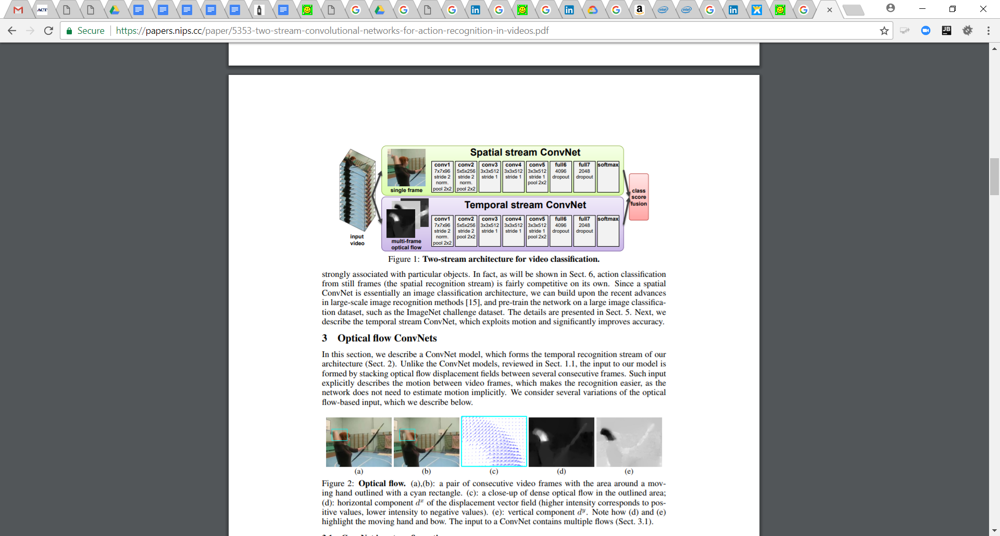 ACT
in
in
a
intel
intel
in
X
Secure
https://papers.nips.cc/paper/5353-two-stream-convolutional-networks-for-action-recognition-in-videos.pdf
JB
Spatial stream ConvNet
conv1
7x7x96
stride 2
norm.
pool 2x2
conv2
5x5x256
stride 2
norm.
pool 2x2
conv3
3x3x512
stride 1
conv4
3x3x512
stride 1
conv5
3x3x512
stride 1
pool 2x2
full6
4096
dropout
full7
2048
dropout
softmax
single frame
Temporal stream ConvNet
conv1
7x7x96
stride 2
norm.
pool 2x2
conv2
5x5x256
stride 2
pool 2x2
conv3
3x3x512
stride 1
conv4
3x3x512
stride 1
conv5
3x3x512
stride 1
pool 2x2
full6
4096
dropout
full7
2048
dropout
softmax
multi-frame
optical flow
input
video
class
score
fusion
Figure 1: Two-stream architecture for video classification.
strongly associated with particular objects. In fact, as will be shown in Sect. 6, action classification
from still frames (the spatial recognition stream) is fairly competitive on its own. Since a spatial
ConvNet is essentially an image classification architecture, we can build upon the recent advances
in large-scale image recognition methods [15], and pre-train the network on a large image classifica-
tion dataset, such as the ImageNet challenge dataset. The details are presented in Sect. 5. Next, we
describe the temporal stream ConvNet, which exploits motion and significantly improves accuracy.
3 Optical flow ConvNets
In this section, we describe a ConvNet model, which forms the temporal recognition stream of our
architecture (Sect. 2). Unlike the ConvNet models, reviewed in Sect. 1.1, the input to our model is
formed by stacking optical flow displacement fields between several consecutive frames. Such input
explicitly describes the motion between video frames, which makes the recognition easier, as the
network does not need to estimate motion implicitly. We consider several variations of the optical
flow-based input, which we describe below.
(a)
(b)
(c)
(d)
(e)
Figure 2: Optical flow. (a),(b): a pair of consecutive video frames with the area around a mov-
ing hand outlined with a cyan rectangle. (c): a close-up of dense optical flow in the outlined area;
(d): horizontal component d^x of the displacement vector field (higher intensity corresponds to pos-
itive values, lower intensity to negative values). (e): vertical component d^y. Note how (d) and (e)
highlight the moving hand and bow. The input to a ConvNet contains multiple flows (Sect. 3.1).